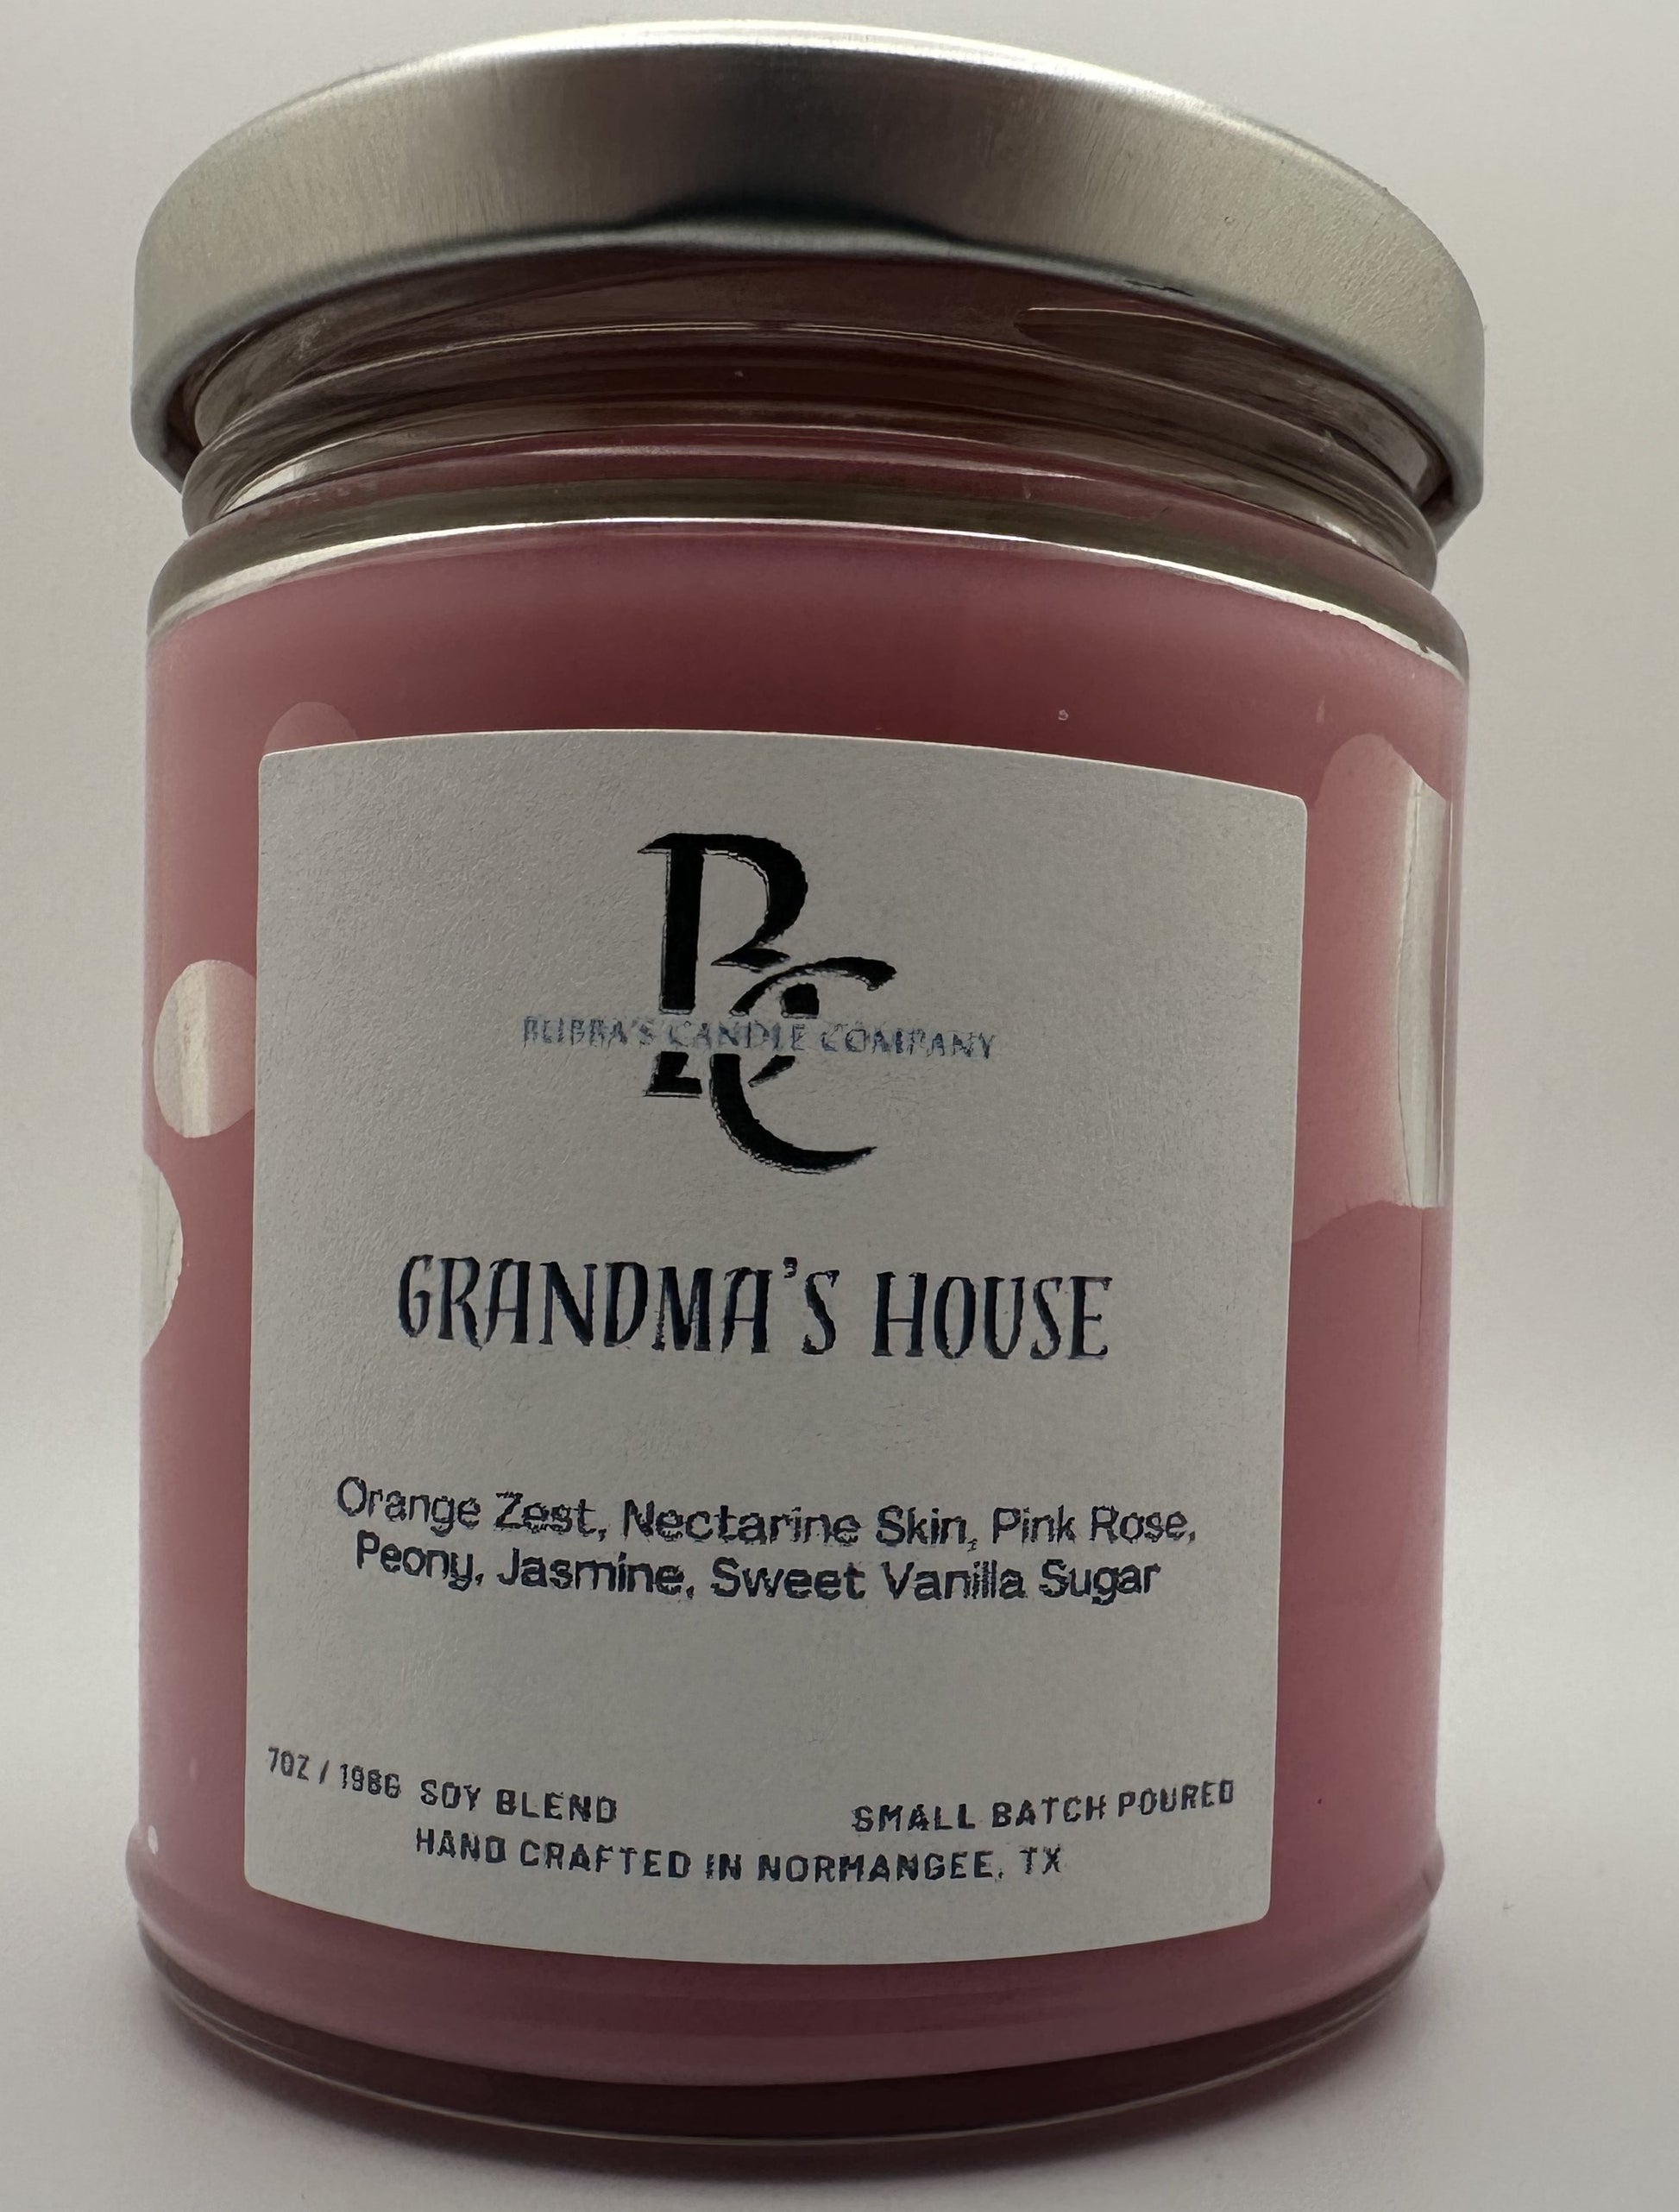 BC
BUBBA'S CANDLE COMPANY
GRANDMA'S HOUSE
Orange Zest, Nectarine Skin, Pink Rose,
Peony, Jasmine, Sweet Vanilla Sugar
7OZ / 198G SOY BLEND SMALL BATCH POURED
HAND CRAFTED IN NORMANGEE, TX